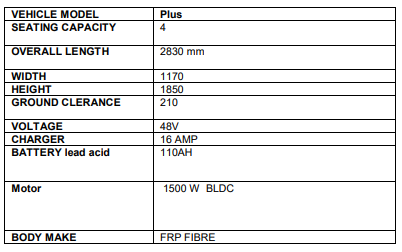 VEHICLE MODEL Plus
SEATING CAPACITY 4
OVERALL LENGTH 2830 mm
WIDTH 1170
HEIGHT 1850
GROUND CLERANCE 210
VOLTAGE 48V
CHARGER 16 AMP
BATTERY lead acid 110AH
Motor 1500 W BLDC
BODY MAKE FRP FIBRE